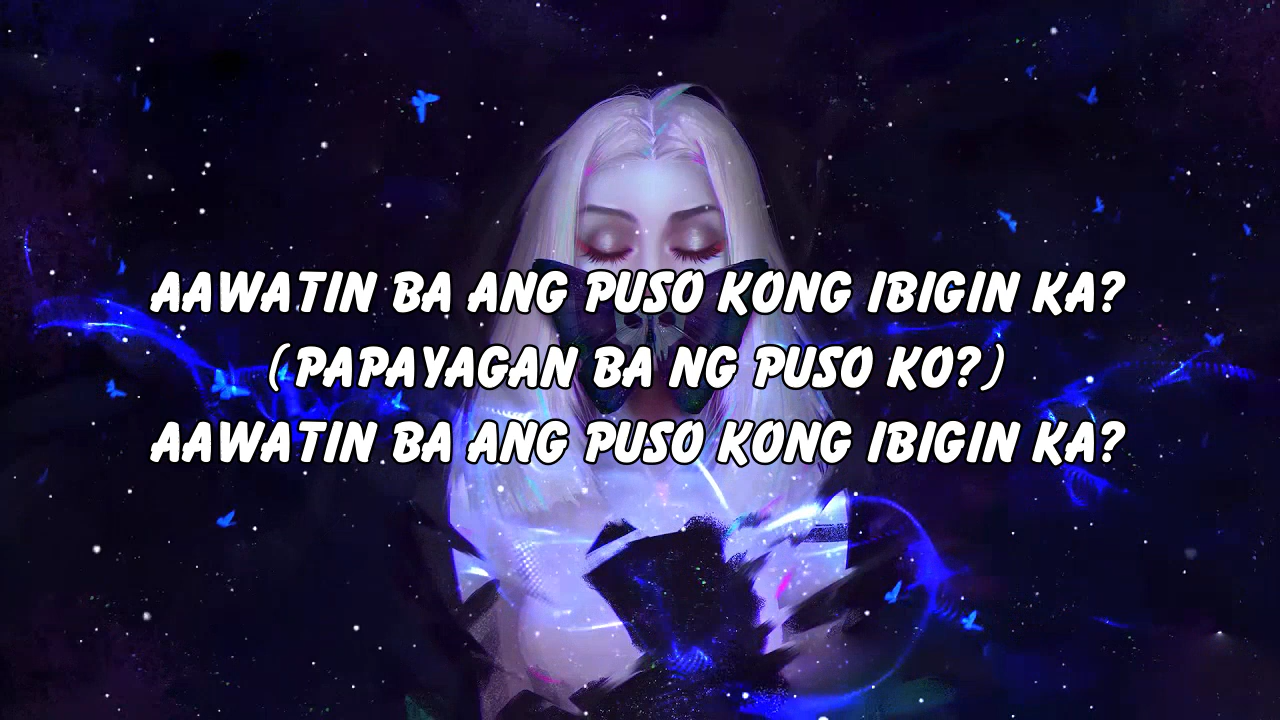 AAWATIN BA ANG PUSO KONG IBIGIN KA?
(PAPAYAGAN BA NG PUSO KO?)
AAWATIN BA ANG PUSO KONG IBIGIN KA?